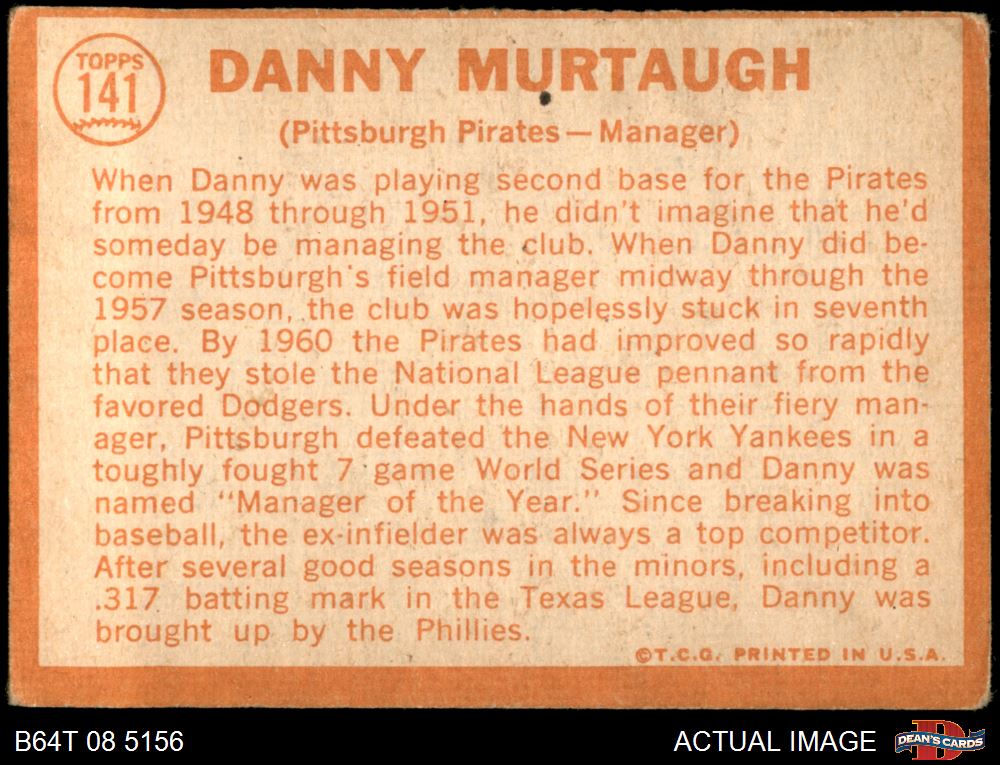 TOPPS
141
DANNY MURTAUGH
(Pittsburgh Pirates — Manager)
When Danny was playing second base for the Pirates
from 1948 through 1951, he didn't imagine that he'd
someday be managing the club. When Danny did be-
come Pittsburgh's field manager midway through the
1957 season, the club was hopelessly stuck in seventh
place. By 1960 the Pirates had improved so rapidly
that they stole the National League pennant from the
favored Dodgers. Under the hands of their fiery man-
ager, Pittsburgh defeated the New York Yankees in a
toughly fought 7 game World Series and Danny was
named "Manager of the Year." Since breaking into
baseball, the ex-infielder was always a top competitor.
After several good seasons in the minors, including a
.317 batting mark in the Texas League, Danny was
brought up by the Phillies.
©T.C.G. PRINTED IN U.S.A.
B64T 08 5156
ACTUAL IMAGE
D
DEAN'S CARDS